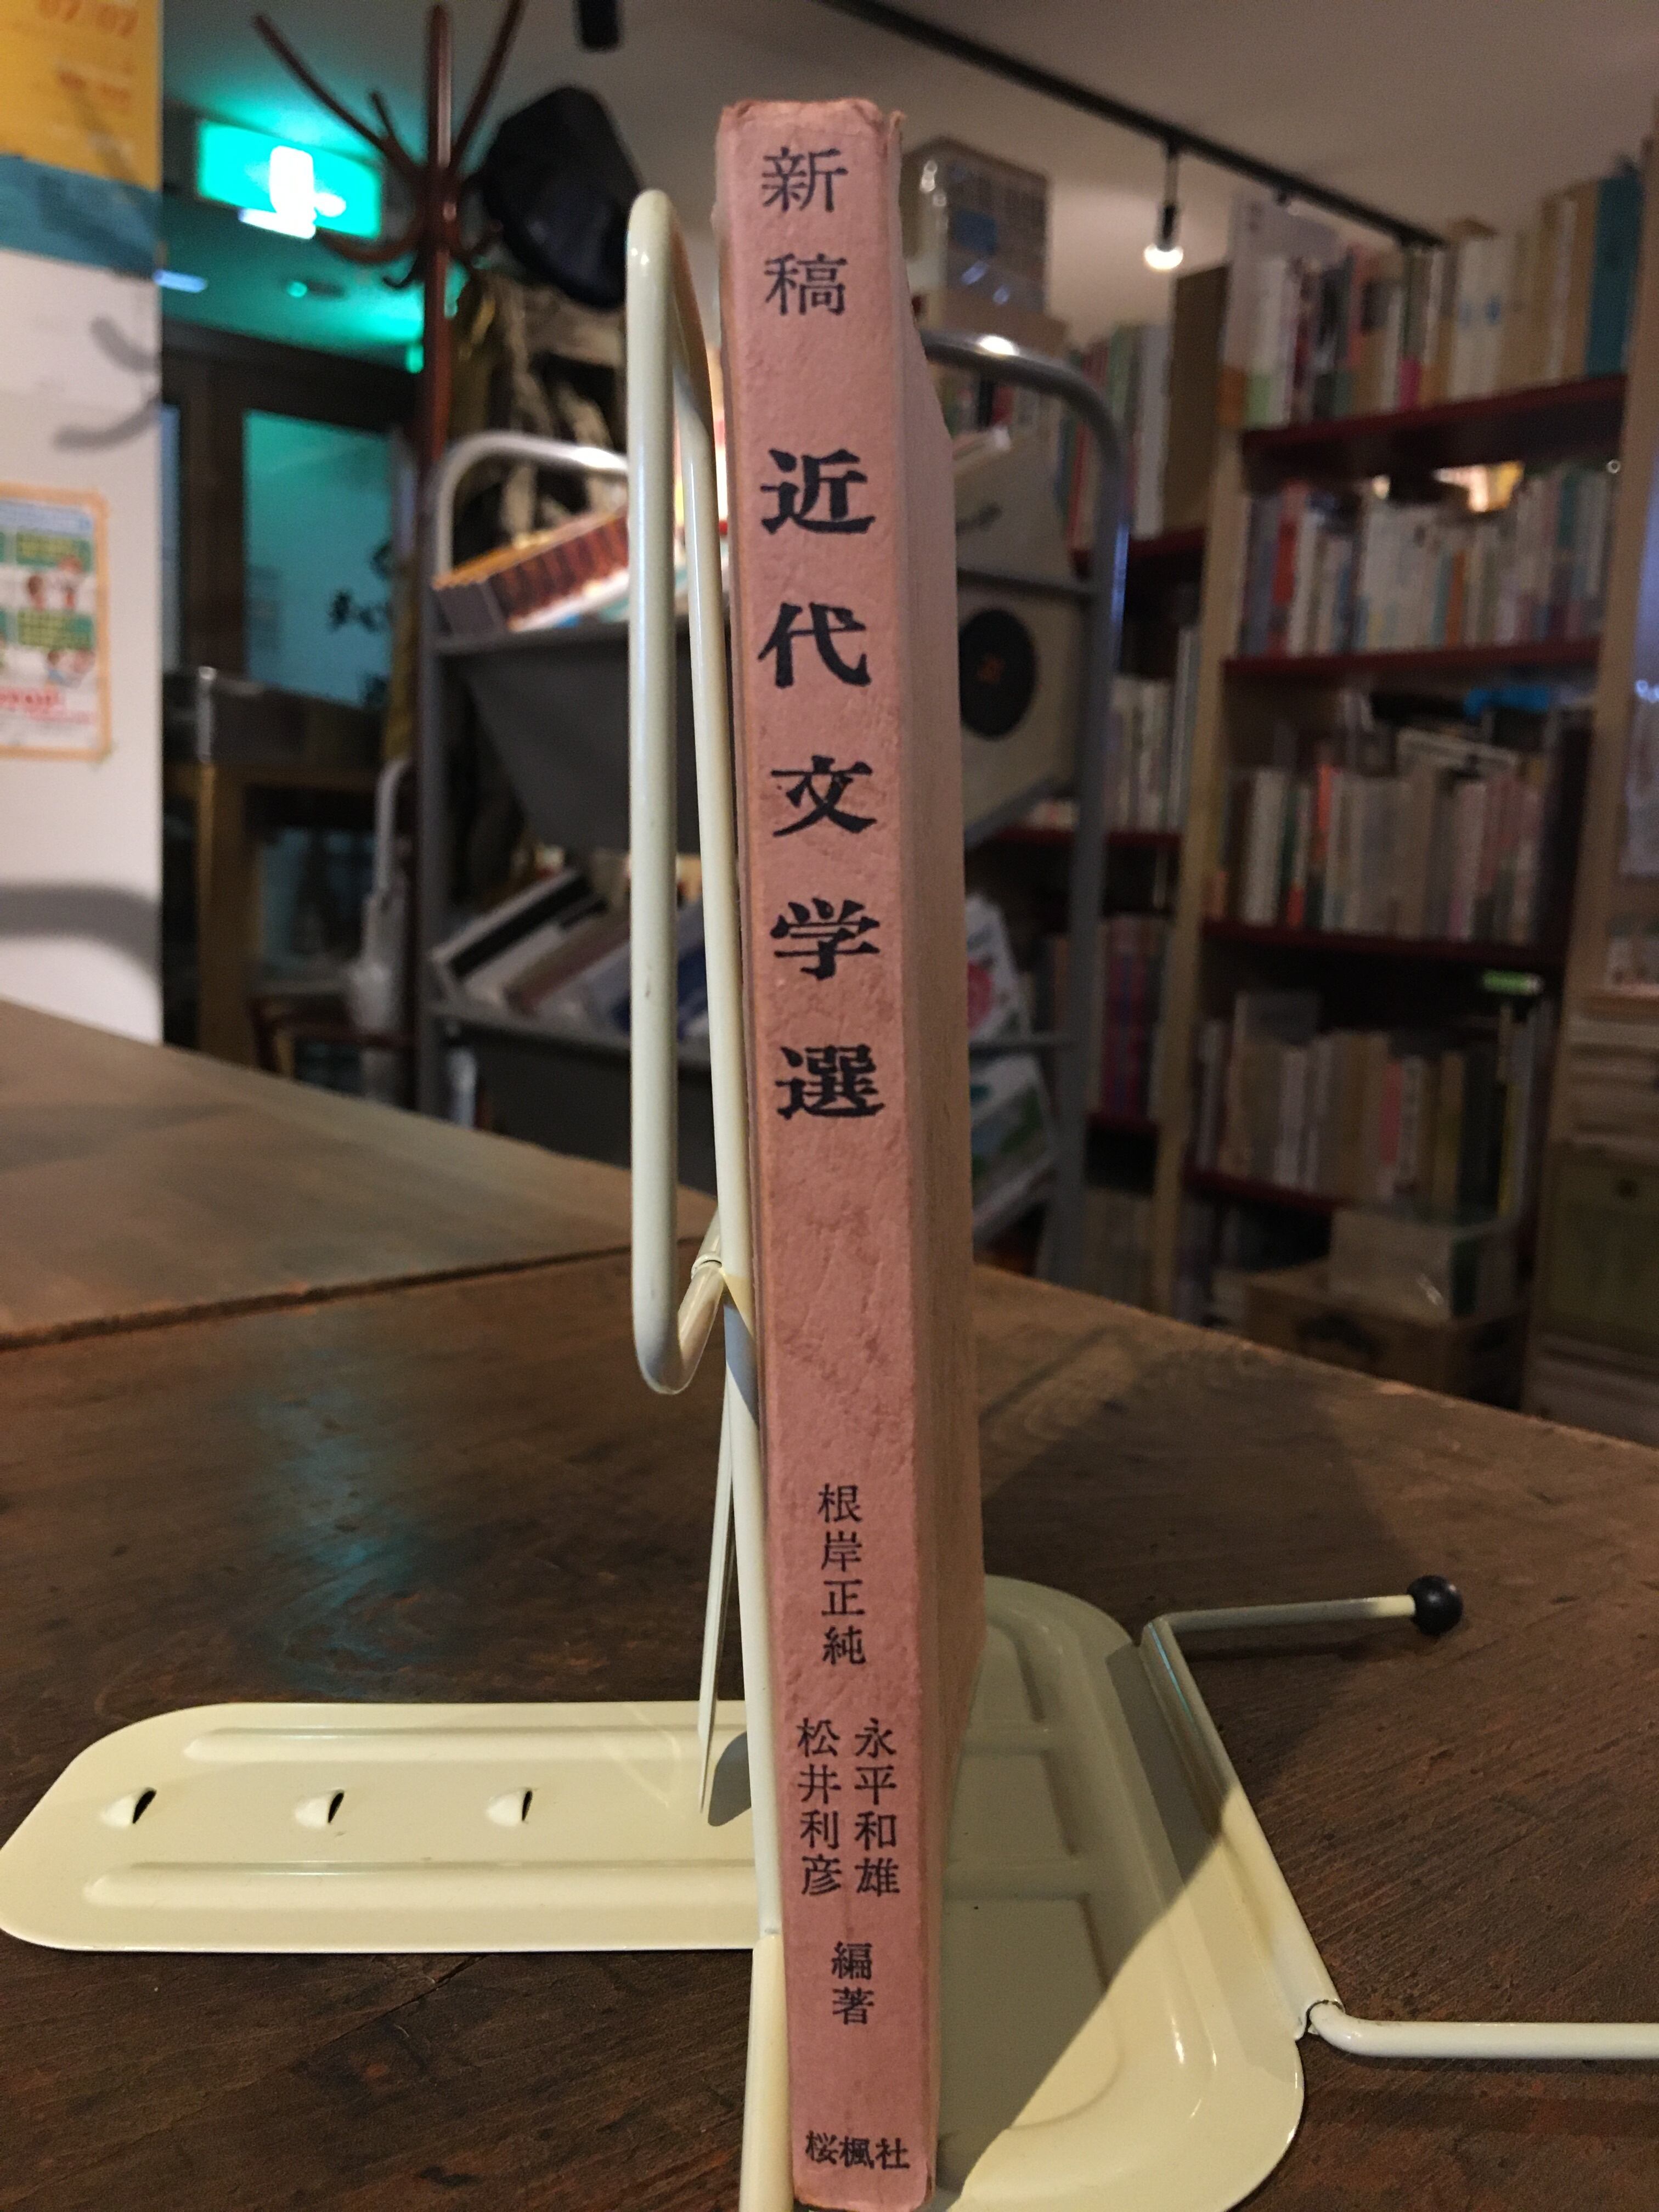 新稿
近代文学選
根岸正純
永平和雄
松井利彦
編著
桜楓社